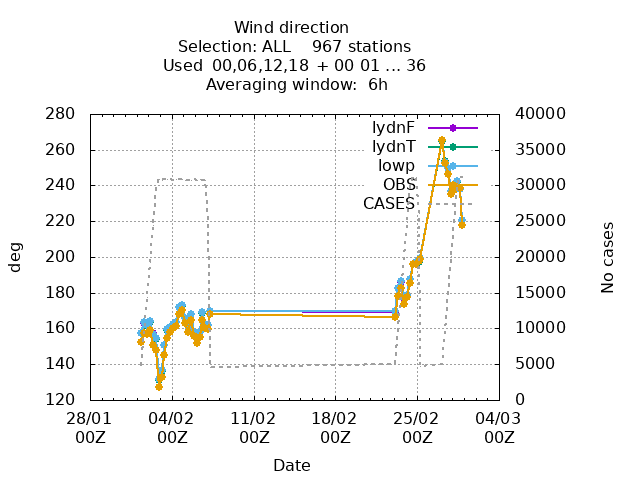 Wind direction
Selection: ALL 967 stations
Used 00,06,12,18 + 00 01 ... 36
Averaging window: 6h
280 40000
260 35000
240 30000
220 25000
200 20000
180 15000
160 10000
140 5000
120 0
lydnF
lydnT
lowp
OBS
CASES
deg
No cases
28/01 04/02 11/02 18/02 25/02 04/03
00Z 00Z 00Z 00Z 00Z 00Z
Date